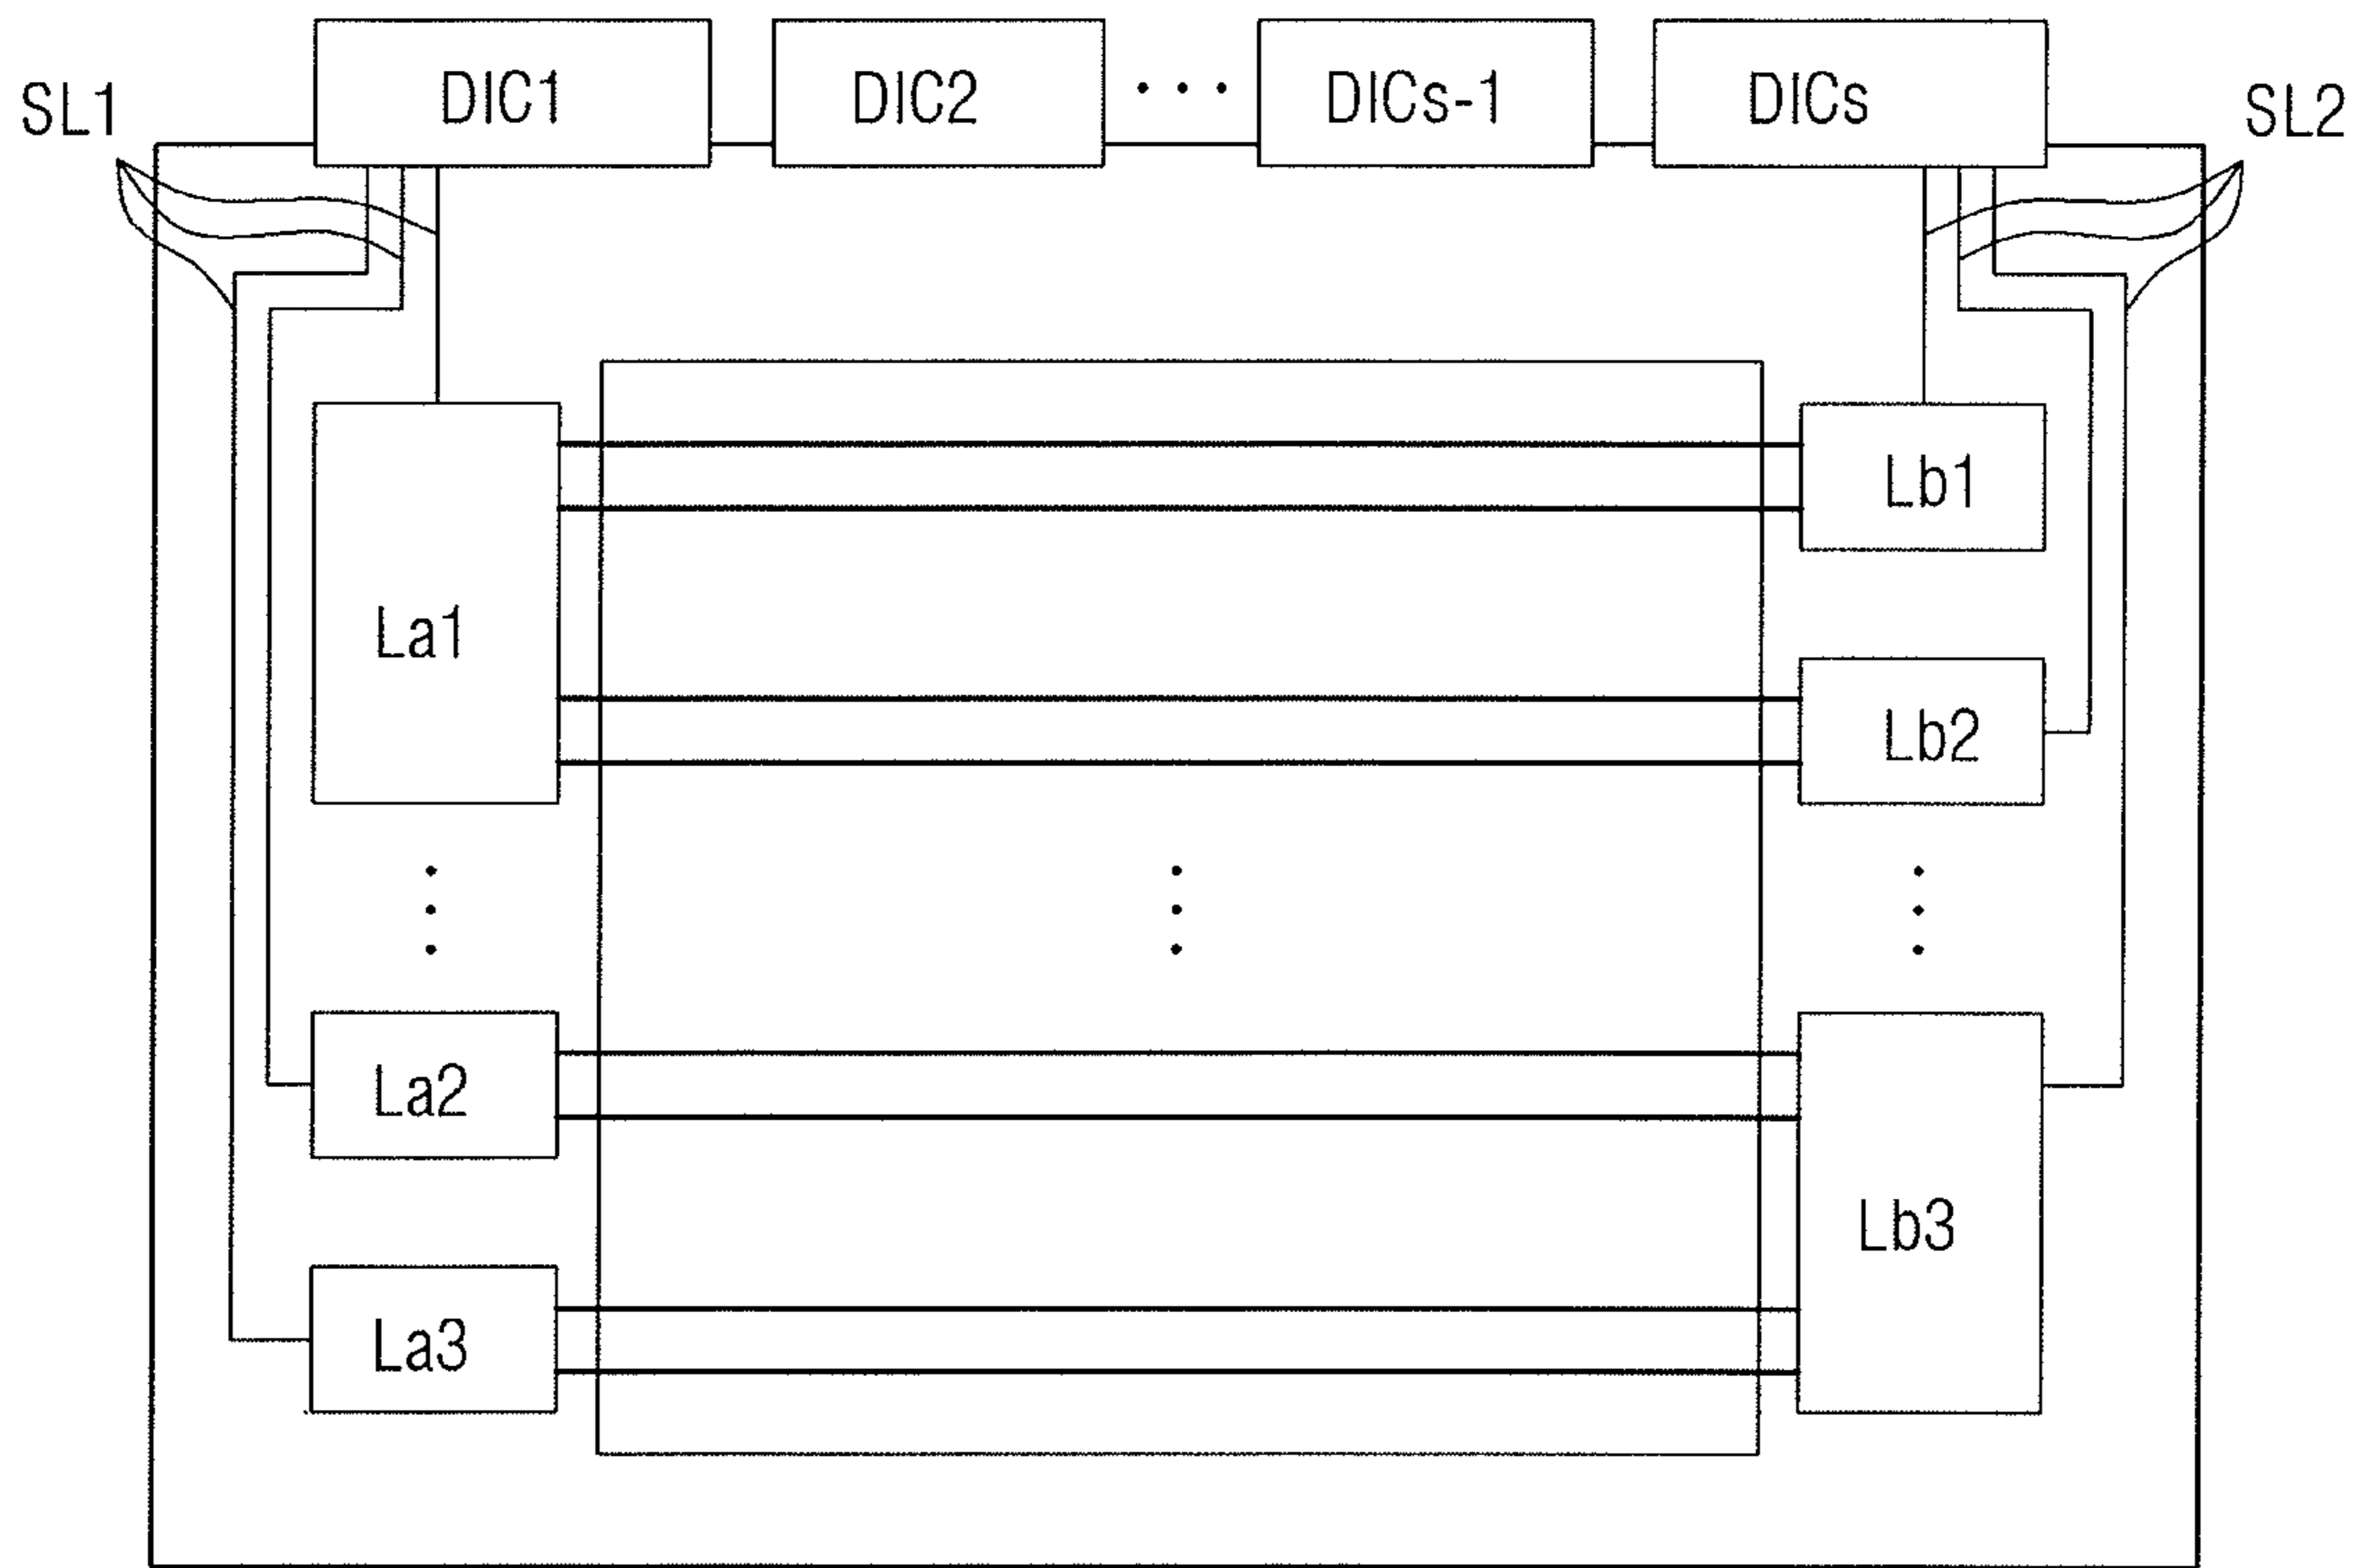 SL1 DIC1 DIC2 ... DICs-1 DICs SL2
Lb1
La1
Lb2
La2
Lb3
La3